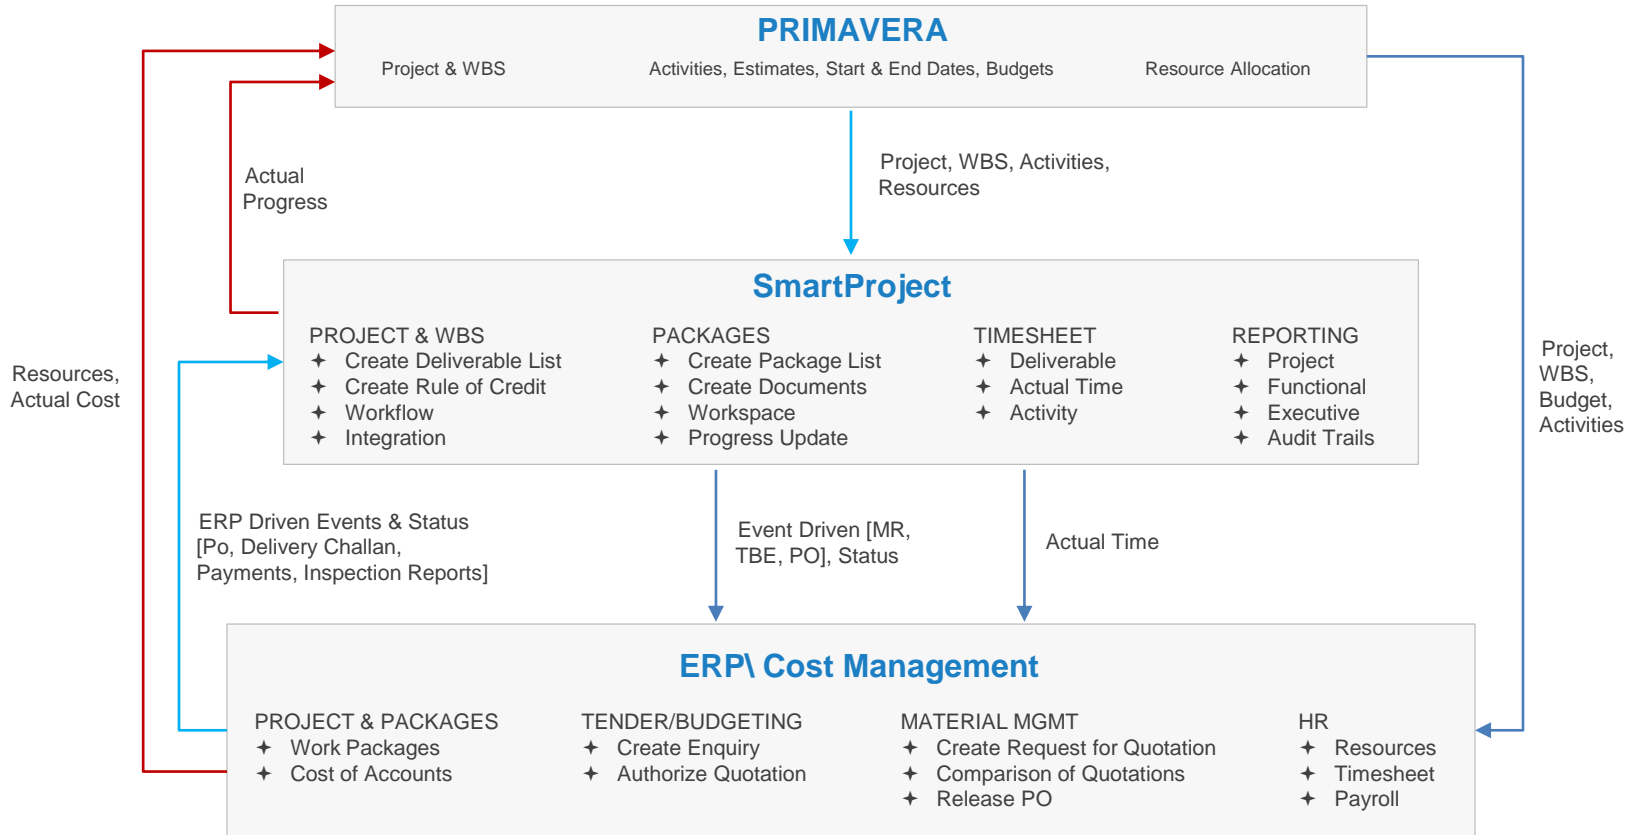 PRIMAVERA
Project & WBS
Activities, Estimates, Start & End Dates, Budgets
Resource Allocation
Project, WBS, Activities,
Resources
Actual
Progress
SmartProject
PROJECT & WBS
Create Deliverable List
Create Rule of Credit
Workflow
Integration
PACKAGES
Create Package List
Create Documents
Workspace
Progress Update
TIMESHEET
Deliverable
Actual Time
Activity
REPORTING
Project
Functional
Executive
Audit Trails
Resources,
Actual Cost
Project,
WBS,
Budget,
Activities
ERP Driven Events & Status
[Po, Delivery Challan,
Payments, Inspection Reports]
Event Driven [MR,
TBE, PO], Status
Actual Time
ERP\ Cost Management
PROJECT & PACKAGES
Work Packages
Cost of Accounts
TENDER/BUDGETING
Create Enquiry
Authorize Quotation
MATERIAL MGMT
Create Request for Quotation
Comparison of Quotations
Release PO
HR
Resources
Timesheet
Payroll